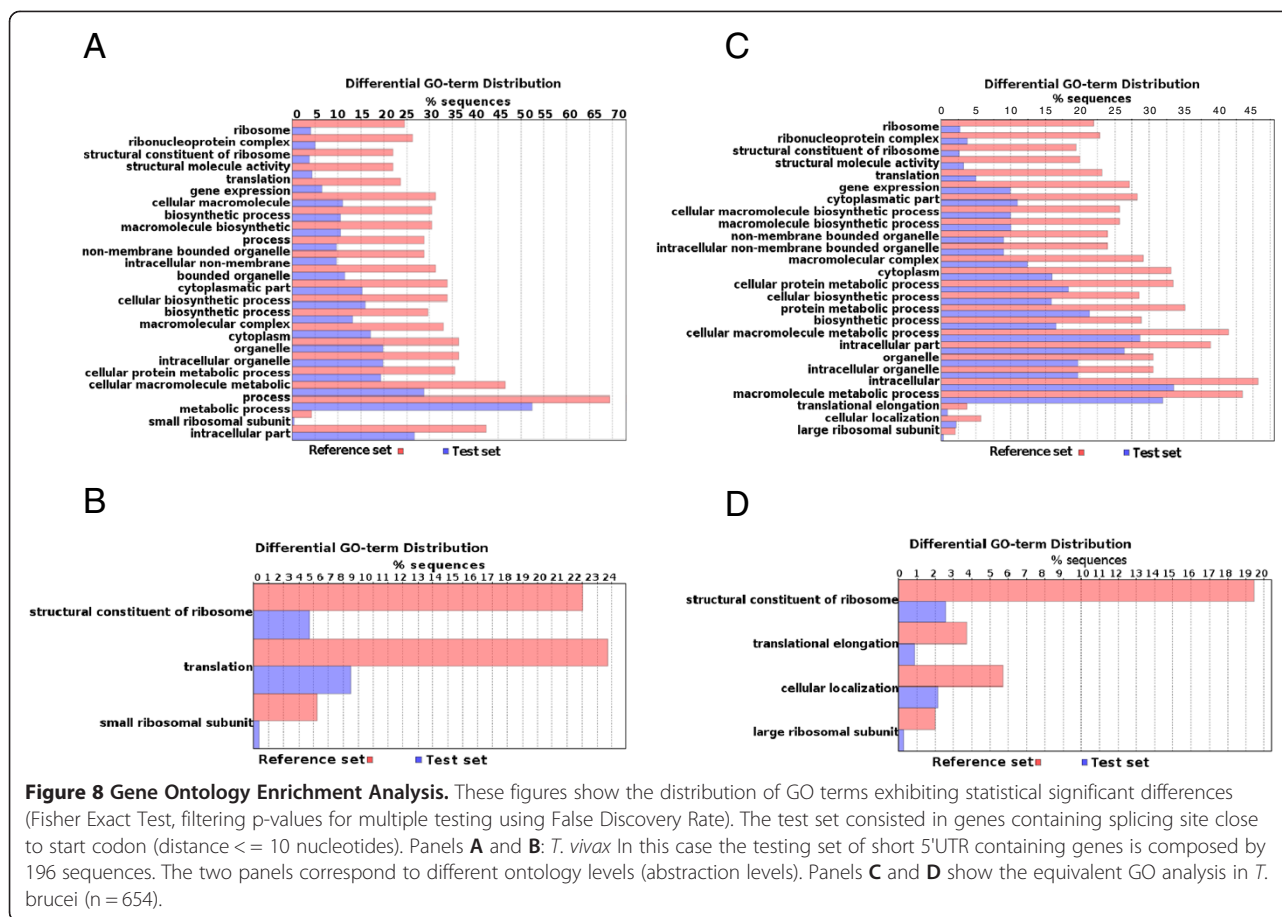 A
Differential GO-term Distribution
% sequences
0 5 10 15 20 25 30 35 40 45 50 55 60 65 70
ribosome
ribonucleoprotein complex
structural constituent of ribosome
structural molecule activity
translation
gene expression
cellular macromolecule
biosynthetic process
macromolecule biosynthetic
process
non-membrane bounded organelle
intracellular non-membrane
bounded organelle
cytoplasmatic part
cellular biosynthetic process
biosynthetic process
macromolecular complex
cytoplasm
organelle
intracellular organelle
cellular protein metabolic process
cellular macromolecule metabolic
process
metabolic process
small ribosomal subunit
intracellular part
Reference set Test set
C
Differential GO-term Distribution
% sequences
0 5 10 15 20 25 30 35 40 45
ribosome
ribonucleoprotein complex
structural constituent of ribosome
structural molecule activity
translation
gene expression
cytoplasmatic part
cellular macromolecule biosynthetic process
macromolecule biosynthetic process
non-membrane bounded organelle
intracellular non-membrane bounded organelle
macromolecular complex
cytoplasm
cellular protein metabolic process
cellular biosynthetic process
protein metabolic process
biosynthetic process
cellular macromolecule metabolic process
intracellular part
organelle
intracellular organelle
intracellular
macromolecule metabolic process
translational elongation
cellular localization
large ribosomal subunit
Reference set Test set
B
Differential GO-term Distribution
% sequences
0 1 2 3 4 5 6 7 8 9 10 11 12 13 14 15 16 17 18 19 20 21 22 23 24
structural constituent of ribosome
translation
small ribosomal subunit
Reference set Test set
D
Differential GO-term Distribution
% sequences
0 1 2 3 4 5 6 7 8 9 10 11 12 13 14 15 16 17 18 19 20
structural constituent of ribosome
translational elongation
cellular localization
large ribosomal subunit
Reference set Test set
Figure 8 Gene Ontology Enrichment Analysis. These figures show the distribution of GO terms exhibiting statistical significant differences
(Fisher Exact Test, filtering p-values for multiple testing using False Discovery Rate). The test set consisted in genes containing splicing site close
to start codon (distance < = 10 nucleotides). Panels A and B: T. vivax In this case the testing set of short 5'UTR containing genes is composed by
196 sequences. The two panels correspond to different ontology levels (abstraction levels). Panels C and D show the equivalent GO analysis in T.
brucei (n = 654).